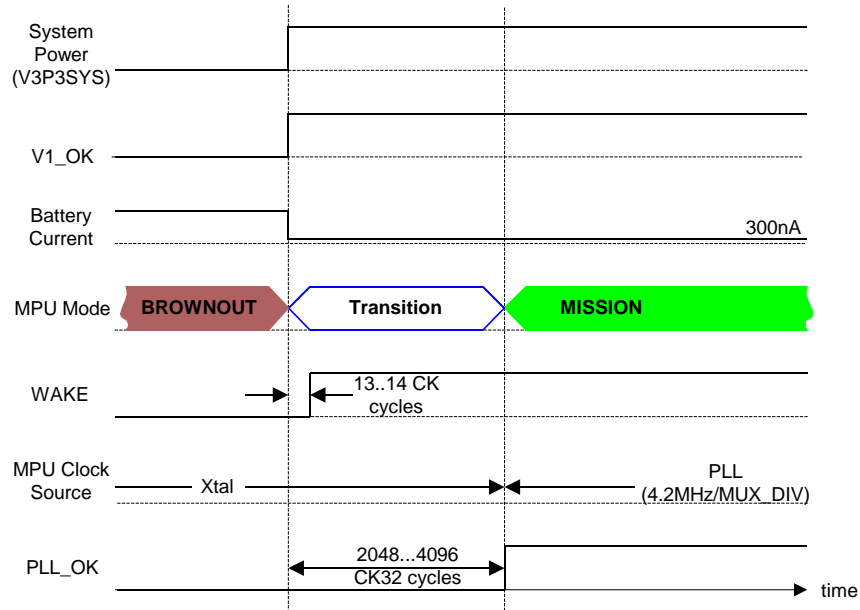 System
Power
(V3P3SYS)
V1_OK
Battery
Current
300nA
MPU Mode
BROWNOUT
Transition
MISSION
WAKE
13..14 CK
cycles
MPU Clock
Source
Xtal
PLL
(4.2MHz/MUX_DIV)
PLL_OK
2048...4096
CK32 cycles
time